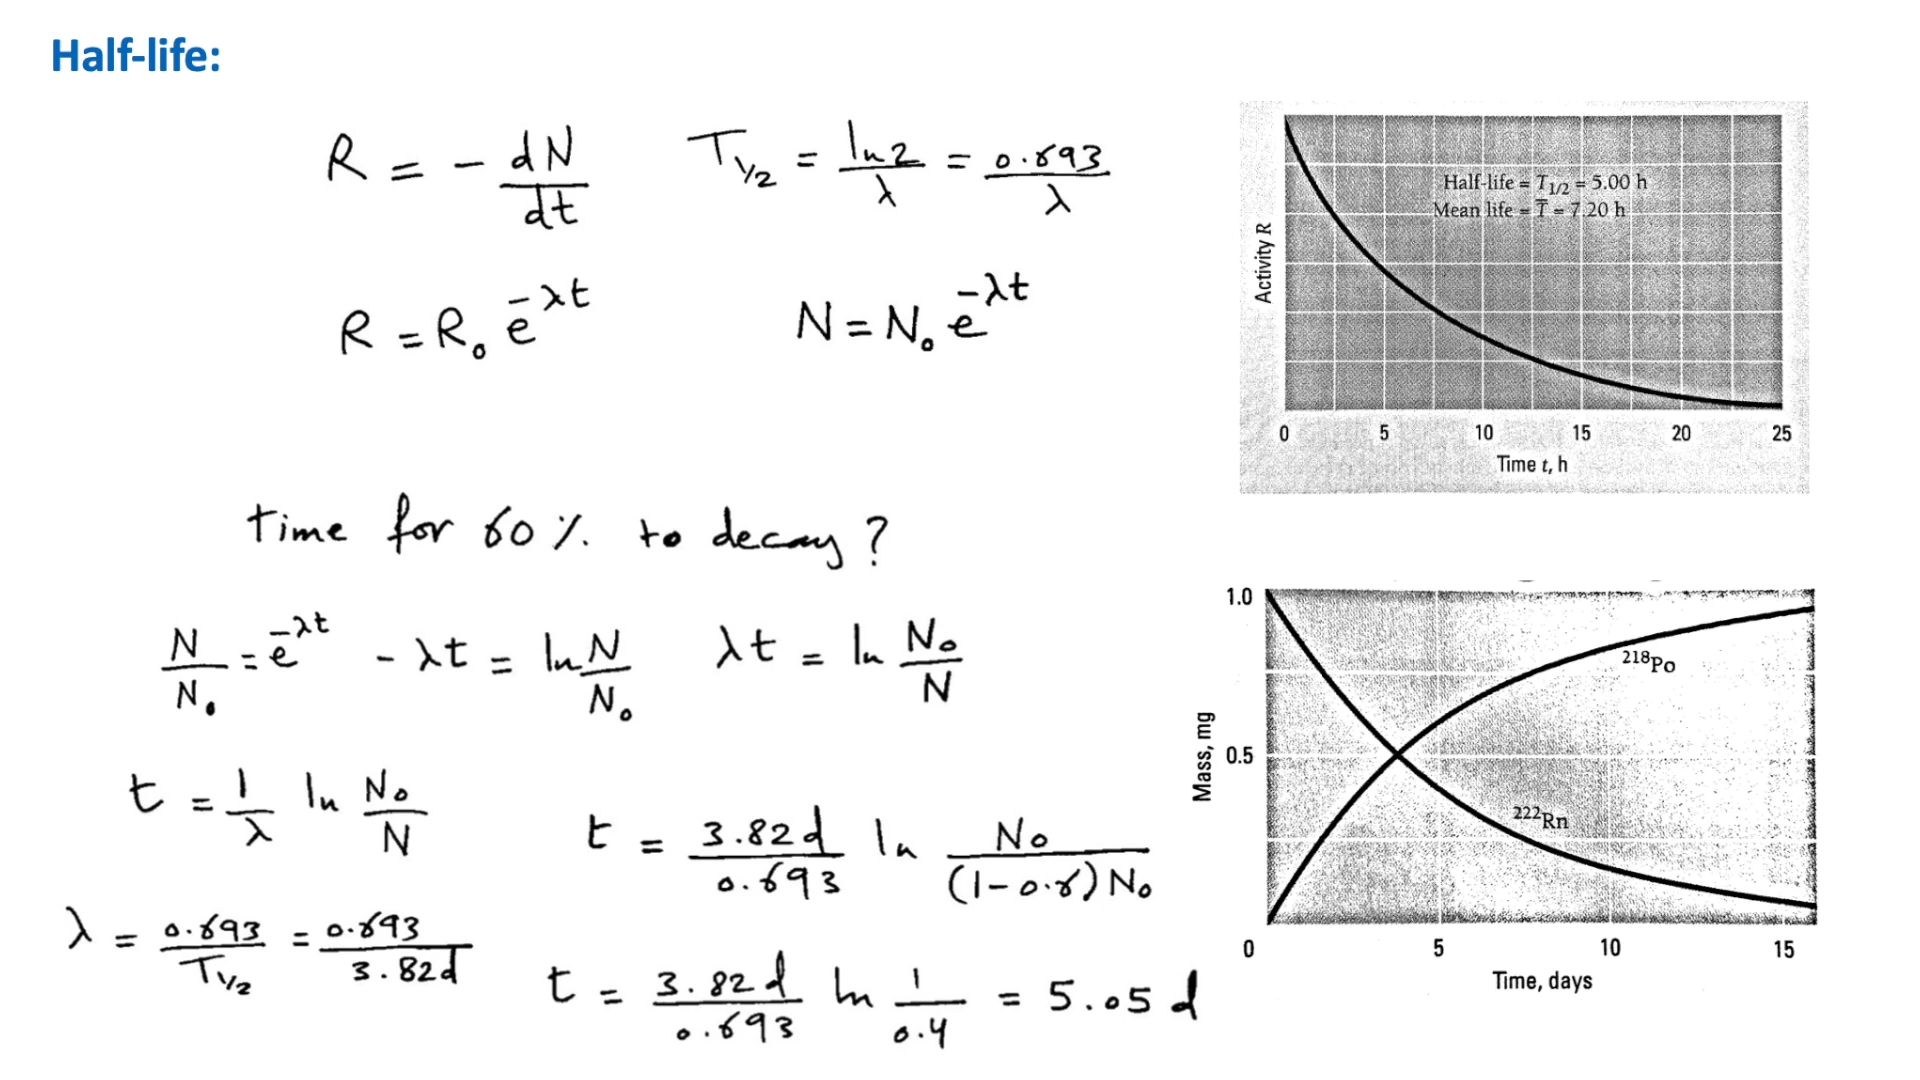 Half-life:
R = - dN/dt    T1/2 = ln2/λ = 0.693/λ
R = R₀ e^-λt    N = N₀ e^-λt
time for 60 % to decay?
N/N₀ = e^-λt    - λt = ln N/N₀    λt = ln N₀/N
t = 1/λ ln N₀/N    t = 3.82d/0.693 ln N₀/(1-0.6)N₀
λ = 0.693/T1/2 = 0.693/3.82d    t = 3.82d/0.693 ln 1/0.4 = 5.05 d
Half-life = T1/2 = 5.00 h
Mean life = T̅ = 7.20 h
Activity R
0 5 10 15 20 25
Time t, h
1.0
218Po
0.5
Mass, mg
222Rn
0 5 10 15
Time, days